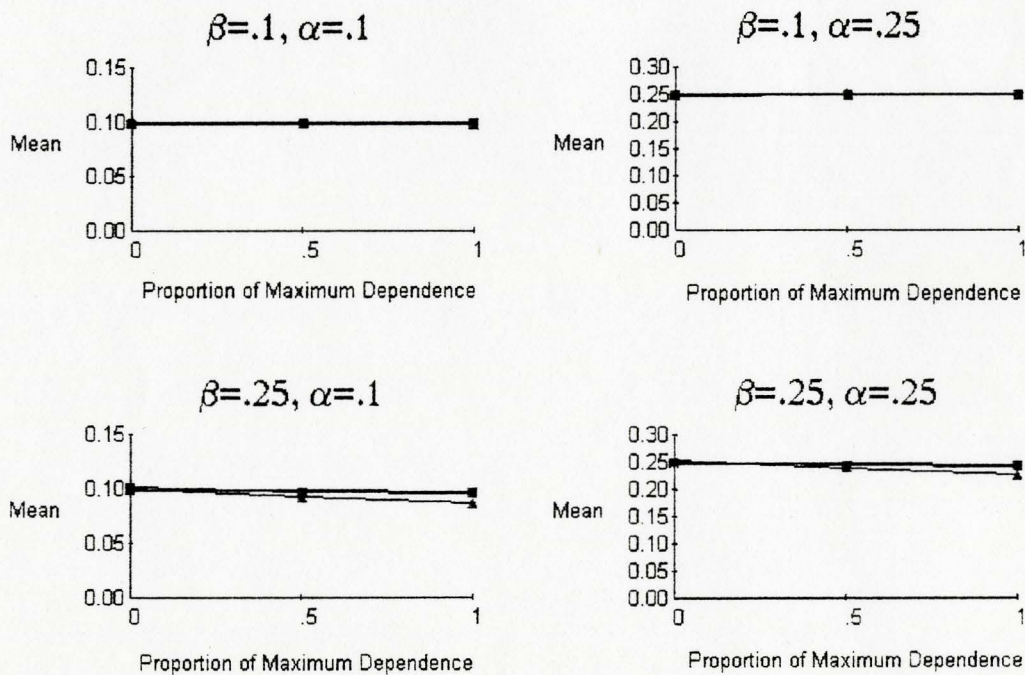 β=.1, α=.1
0.15
0.10
Mean
0.05
0.00
0
.5
1
Proportion of Maximum Dependence
β=.1, α=.25
0.30
0.25
0.20
Mean
0.15
0.10
0.05
0.00
0
.5
1
Proportion of Maximum Dependence
β=.25, α=.1
0.15
0.10
Mean
0.05
0.00
0
.5
1
Proportion of Maximum Dependence
β=.25, α=.25
0.30
0.25
0.20
Mean
0.15
0.10
0.05
0.00
0
.5
1
Proportion of Maximum Dependence